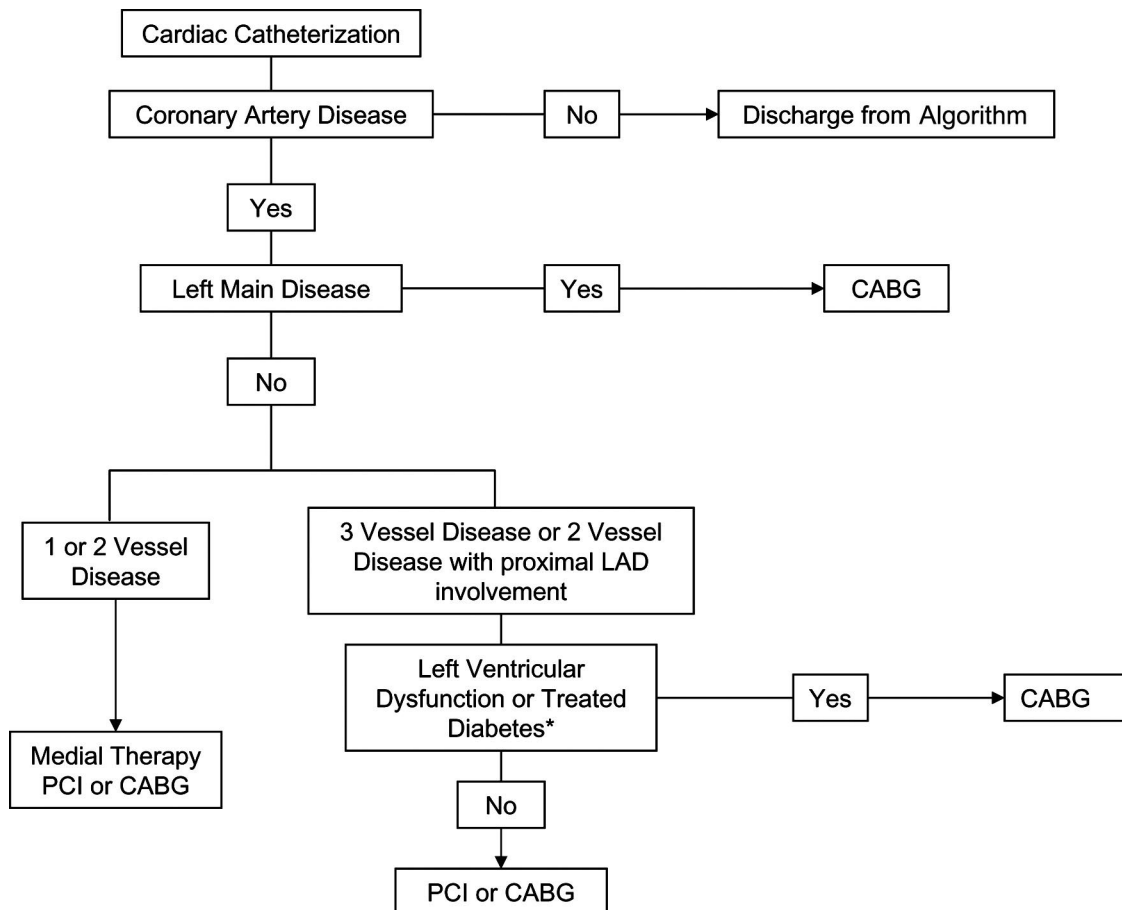 Cardiac Catheterization
Coronary Artery Disease
No
Discharge from Algorithm
Yes
Left Main Disease
Yes
CABG
No
1 or 2 Vessel
Disease
3 Vessel Disease or 2 Vessel
Disease with proximal LAD
involvement
Left Ventricular
Dysfunction or Treated
Diabetes*
Yes
CABG
Medial Therapy
PCI or CABG
No
PCI or CABG